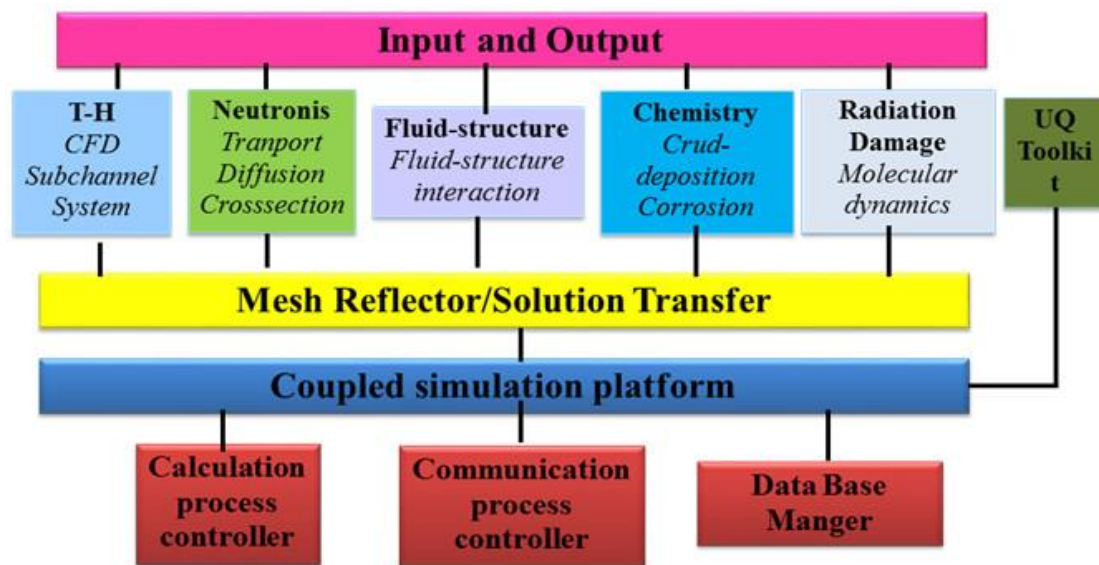 Input and Output
T-H
CFD
Subchannel
System
Neutronis
Tranport
Diffusion
Crosssection
Fluid-structure
Fluid-structure
interaction
Chemistry
Crud-
deposition
Corrosion
Radiation
Damage
Molecular
dynamics
UQ
Toolki
t
Mesh Reflector/Solution Transfer
Coupled simulation platform
Calculation
process
controller
Communication
process
controller
Data Base
Manger